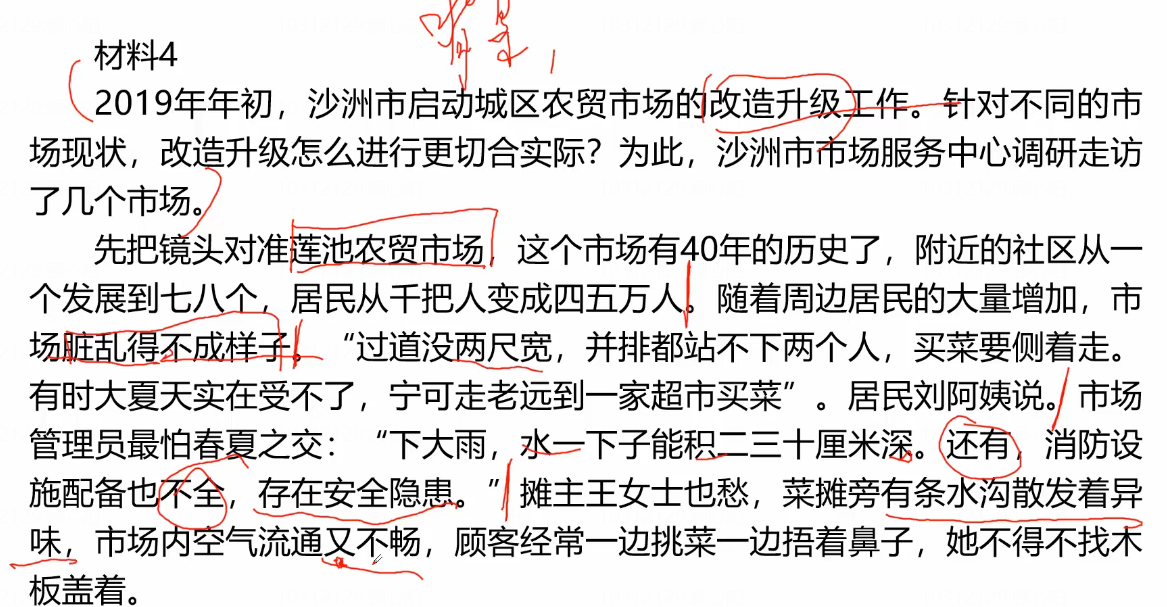 材料4
2019年年初，沙洲市启动城区农贸市场的改造升级工作。针对不同的市
场现状，改造升级怎么进行更切合实际？为此，沙洲市市场服务中心调研走访
了几个市场。
先把镜头对准莲池农贸市场，这个市场有40年的历史了，附近的社区从一
个发展到七八个，居民从千把人变成四五万人。随着周边居民的大量增加，市
场脏乱得不成样子。“过道没两尺宽，并排都站不下两个人，买菜要侧着走。
有时大夏天实在受不了，宁可走老远到一家超市买菜”。居民刘阿姨说。市场
管理员最怕春夏之交：“下大雨，水一下子能积二三十厘米深。还有，消防设
施配备也不全，存在安全隐患。”摊主王女士也愁，菜摊旁有条水沟散发着异
味，市场内空气流通又不畅，顾客经常一边挑菜一边捂着鼻子，她不得不找木
板盖着。